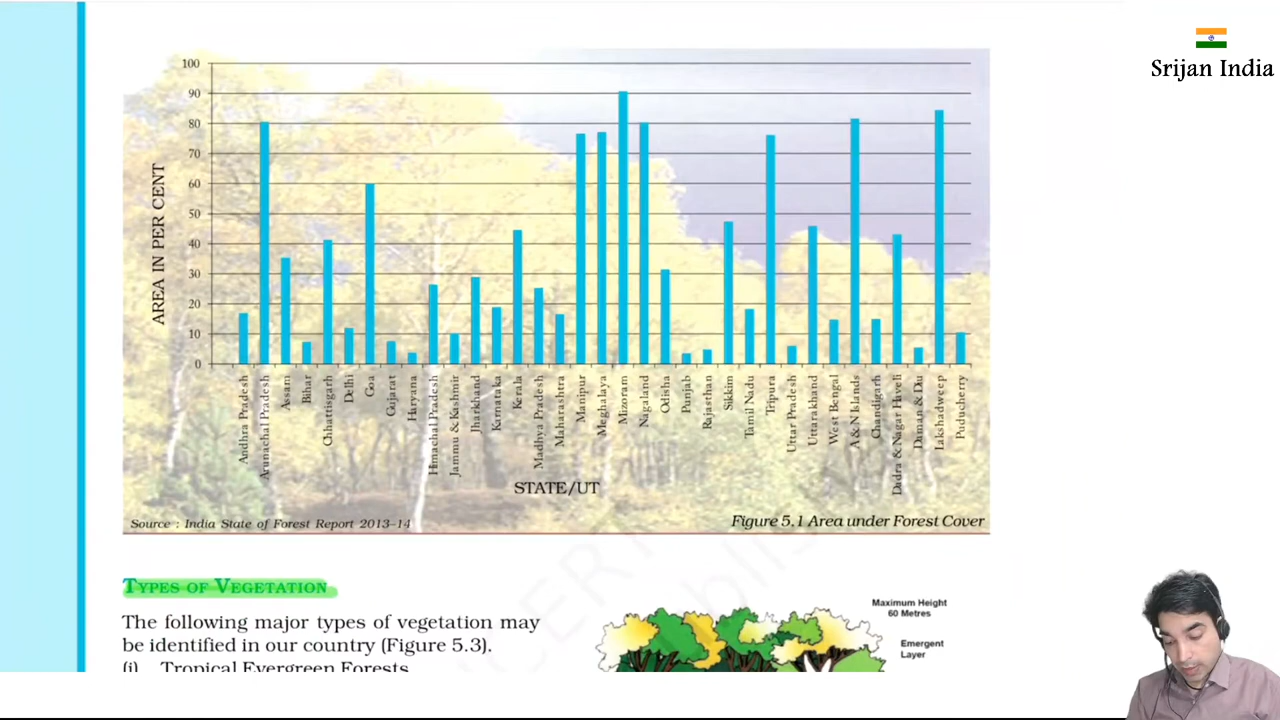 Srijan India
100
90
80
70
60
50
40
30
20
10
0
AREA IN PER CENT
Andhra Pradesh
Arunachal Pradesh
Assam
Bihar
Chhattisgarh
Delhi
Goa
Gujarat
Haryana
Himachal Pradesh
Jammu & Kashmir
Jharkhand
Karnataka
Kerala
Madhya Pradesh
Maharashtra
Manipur
Meghalaya
Mizoram
Nagaland
Odisha
Punjab
Rajasthan
Sikkim
Tamil Nadu
Tripura
Uttar Pradesh
Uttarakhand
West Bengal
A & N Islands
Chandigarh
Dadra & Nagar Haveli
Daman & Diu
Lakshadweep
Puducherry
STATE/UT
Source : India State of Forest Report 2013–14
Figure 5.1 Area under Forest Cover
TYPES OF VEGETATION
The following major types of vegetation may
be identified in our country (Figure 5.3).
(i) Tropical Evergreen Forests
Maximum Height
60 Metres
Emergent
Layer